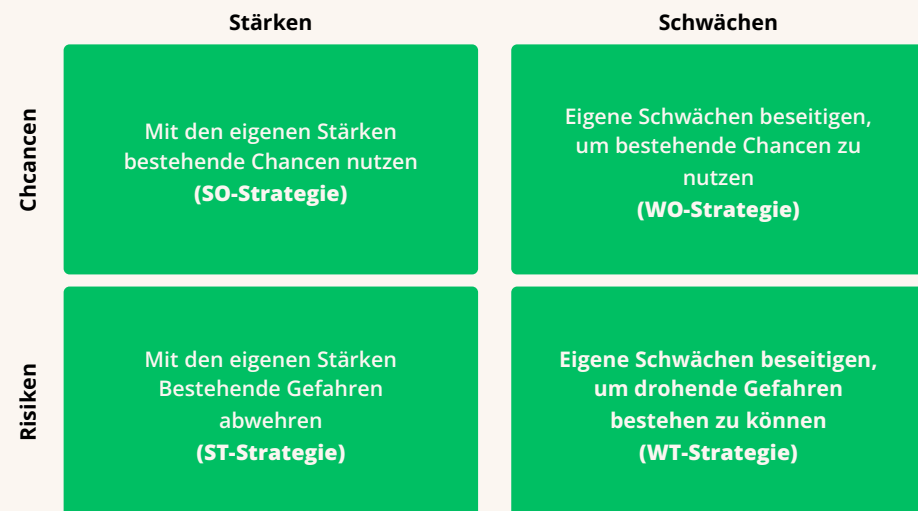 Stärken
Schwächen
Chcancen
Mit den eigenen Stärken
bestehende Chancen nutzen
(SO-Strategie)
Eigene Schwächen beseitigen,
um bestehende Chancen zu
nutzen
(WO-Strategie)
Risiken
Mit den eigenen Stärken
Bestehende Gefahren
abwehren
(ST-Strategie)
Eigene Schwächen beseitigen,
um drohende Gefahren
bestehen zu können
(WT-Strategie)